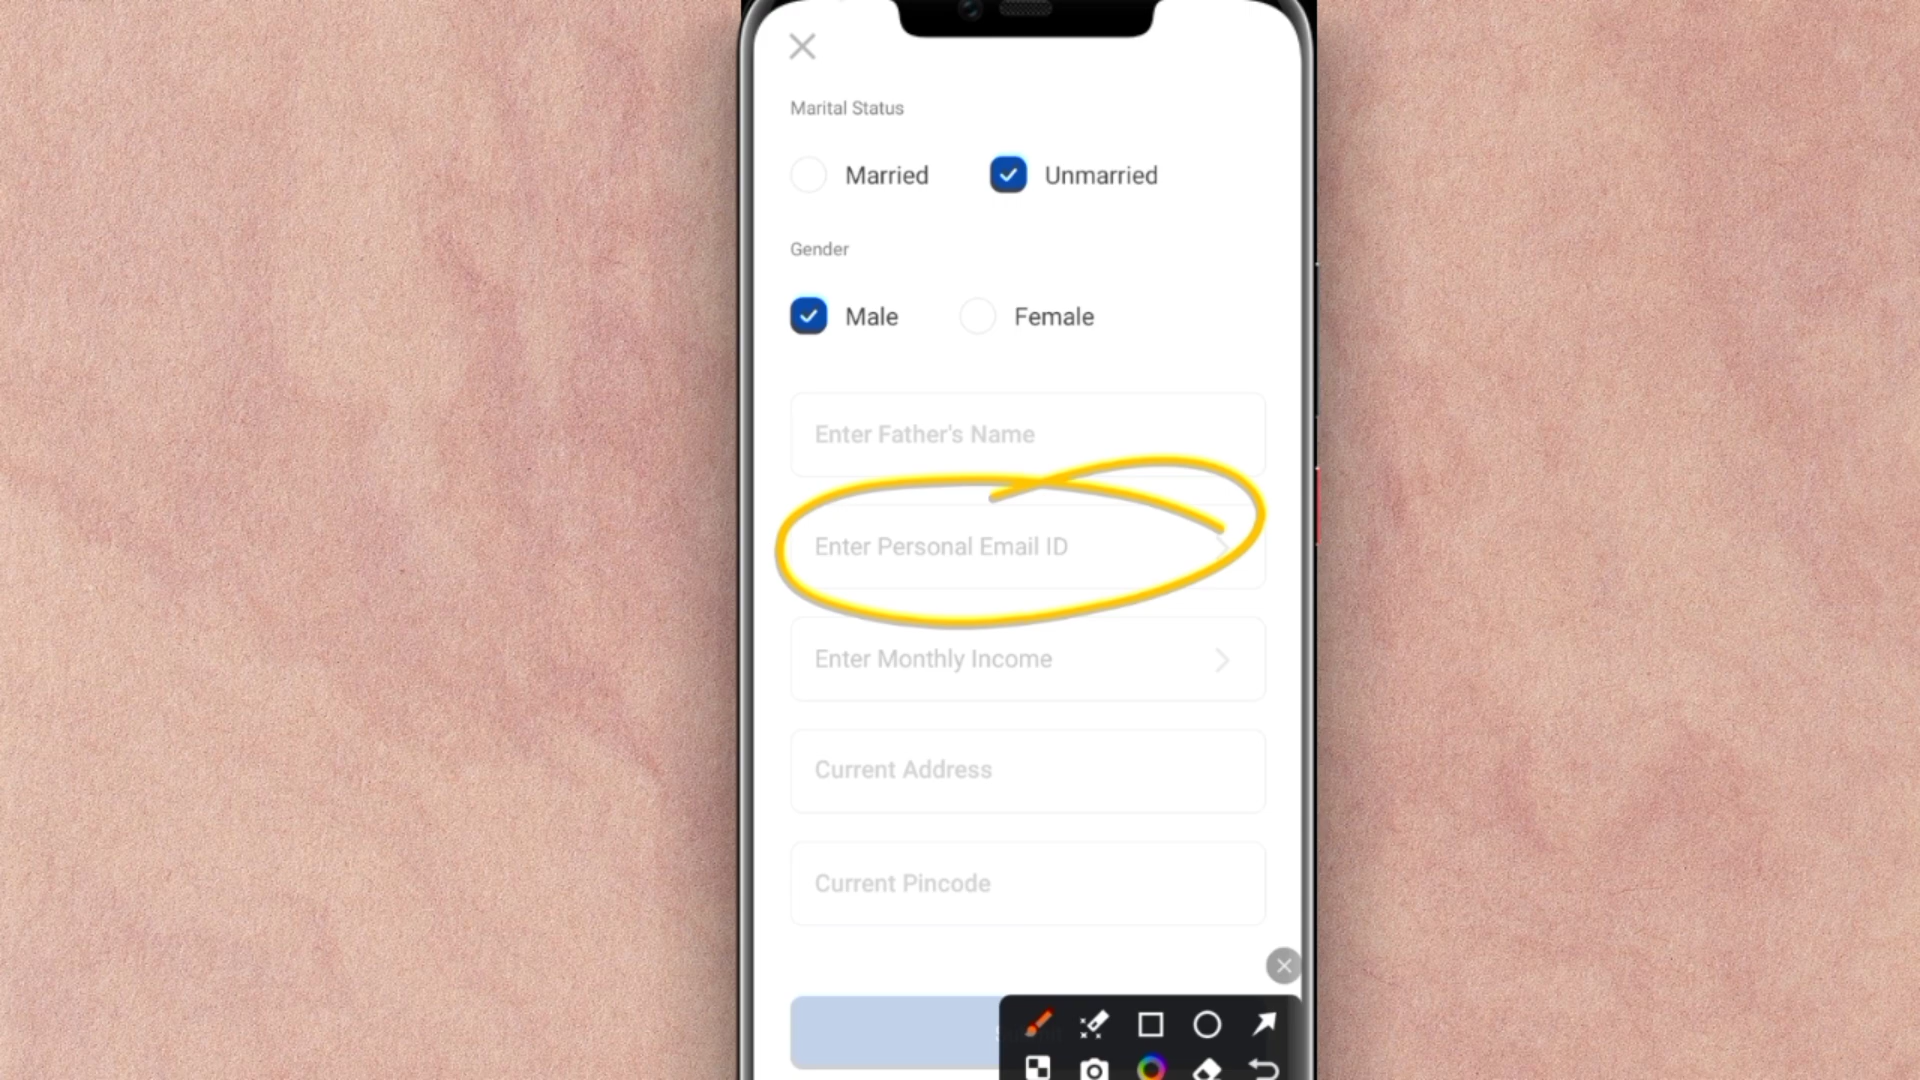 Marital Status
Married
Unmarried
Gender
Male
Female
Enter Father's Name
Enter Personal Email ID
Enter Monthly Income
Current Address
Current Pincode